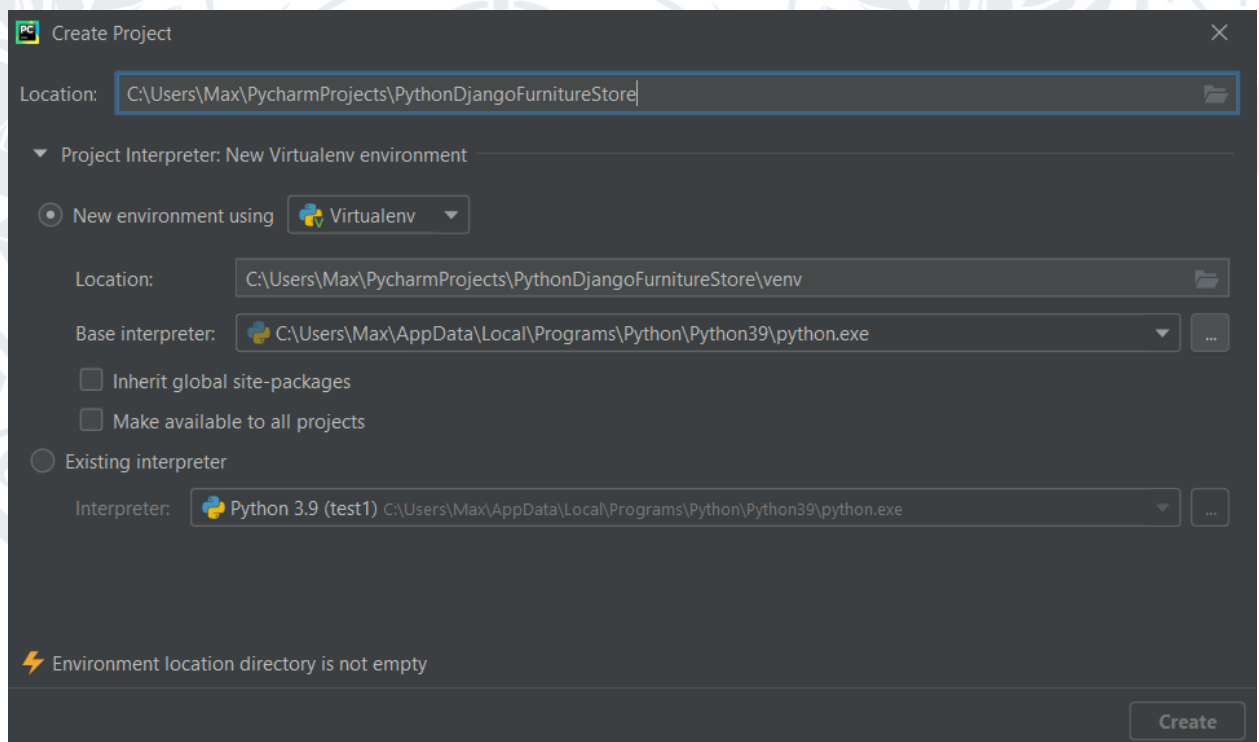 PC Create Project
Location: C:\Users\Max\PycharmProjects\PythonDjangoFurnitureStore
Project Interpreter: New Virtualenv environment
New environment using Virtualenv
Location: C:\Users\Max\PycharmProjects\PythonDjangoFurnitureStore\venv
Base interpreter: C:\Users\Max\AppData\Local\Programs\Python\Python39\python.exe ...
Inherit global site-packages
Make available to all projects
Existing interpreter
Interpreter: Python 3.9 (test1) C:\Users\Max\AppData\Local\Programs\Python\Python39\python.exe ...
Environment location directory is not empty
Create